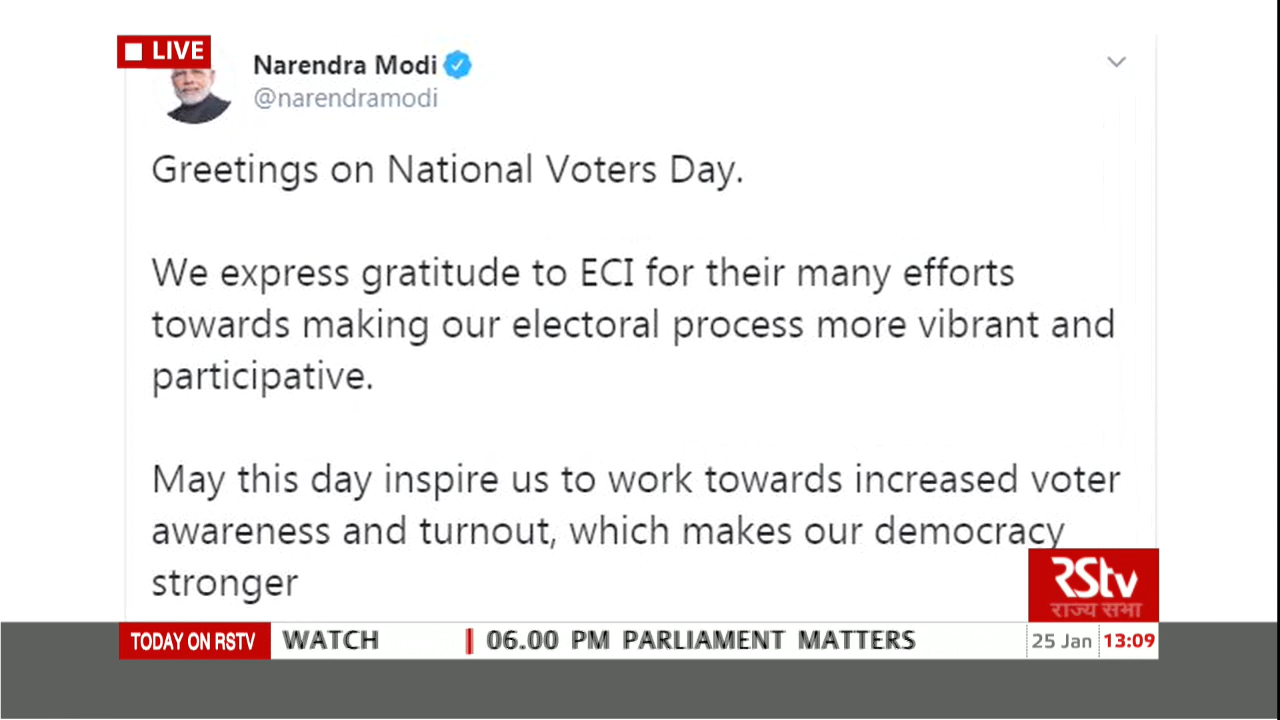 LIVE
Narendra Modi
@narendramodi
Greetings on National Voters Day.
We express gratitude to ECI for their many efforts
towards making our electoral process more vibrant and
participative.
May this day inspire us to work towards increased voter
awareness and turnout, which makes our democracy
stronger
RSTV
राज्य सभा
TODAY ON RSTV WATCH 06.00 PM PARLIAMENT MATTERS 25 Jan 13:09